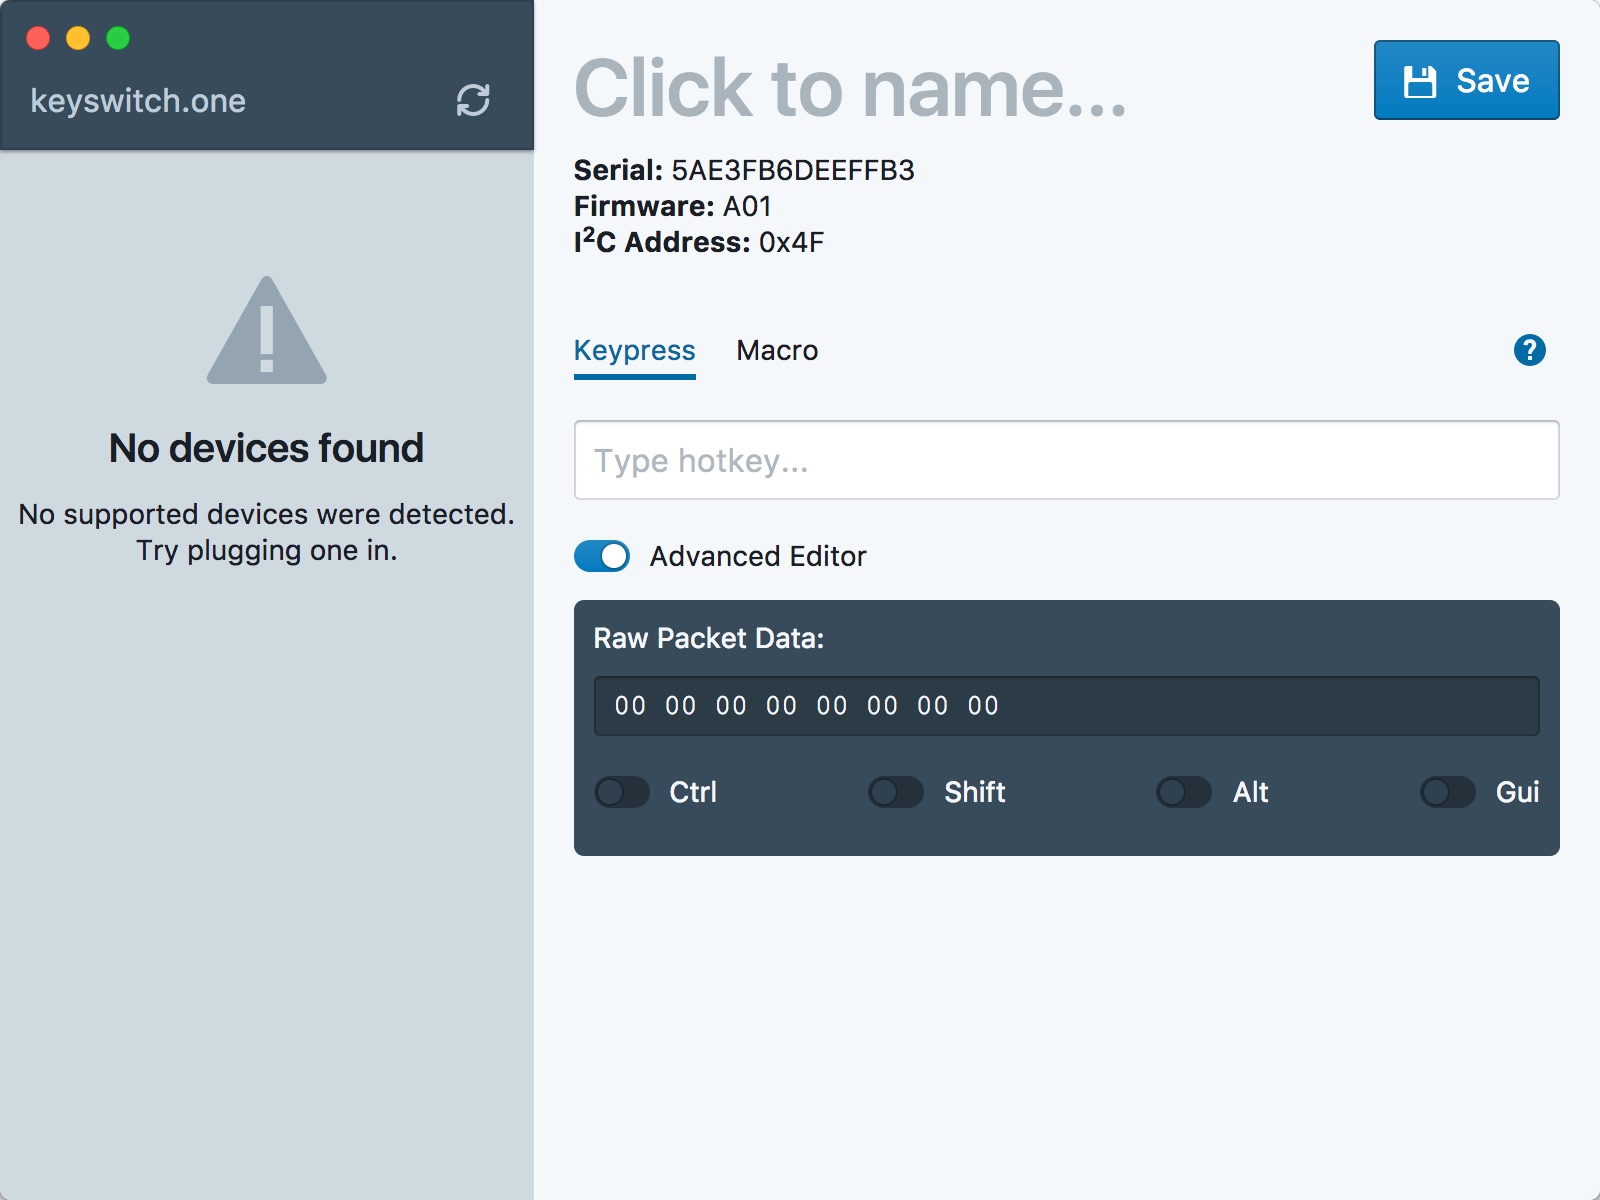 keyswitch.one
No devices found
No supported devices were detected.
Try plugging one in.
Click to name...
Save
Serial: 5AE3FB6DEEFFB3
Firmware: A01
I²C Address: 0x4F
Keypress Macro
?
Type hotkey...
Advanced Editor
Raw Packet Data:
00 00 00 00 00 00 00 00
Ctrl Shift Alt Gui